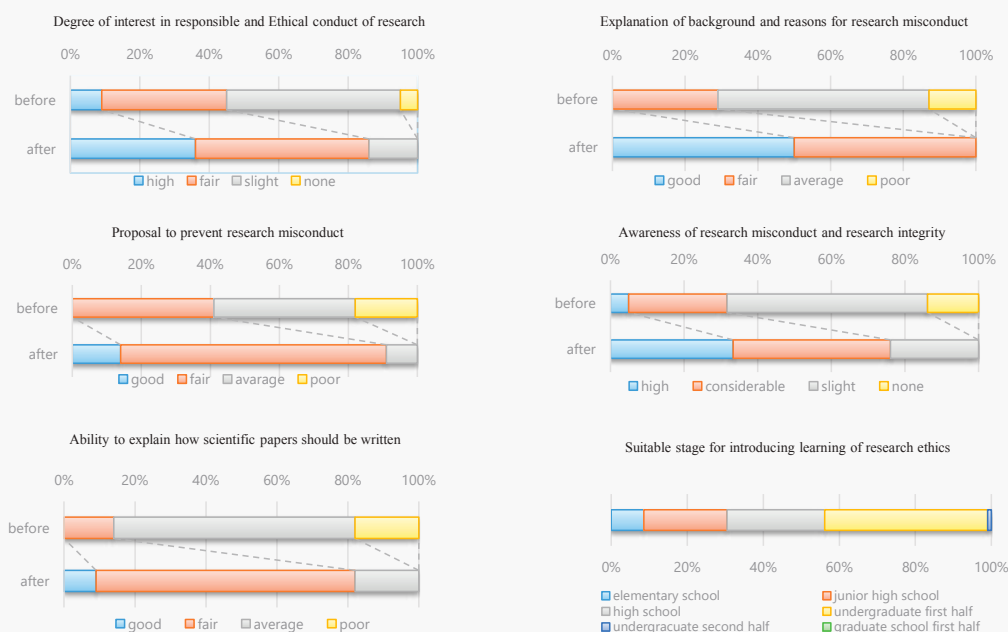 Degree of interest in responsible and Ethical conduct of research
0% 20% 40% 60% 80% 100%
before
after
high fair slight none
Explanation of background and reasons for research misconduct
0% 20% 40% 60% 80% 100%
before
after
good fair average poor
Proposal to prevent research misconduct
0% 20% 40% 60% 80% 100%
before
after
good fair avarage poor
Awareness of research misconduct and research integrity
0% 20% 40% 60% 80% 100%
before
after
high considerable slight none
Ability to explain how scientific papers should be written
0% 20% 40% 60% 80% 100%
before
after
good fair average poor
Suitable stage for introducing learning of research ethics
0% 20% 40% 60% 80% 100%
elementary school junior high school
high school undergraduate first half
undergracuate second half graduate school first half